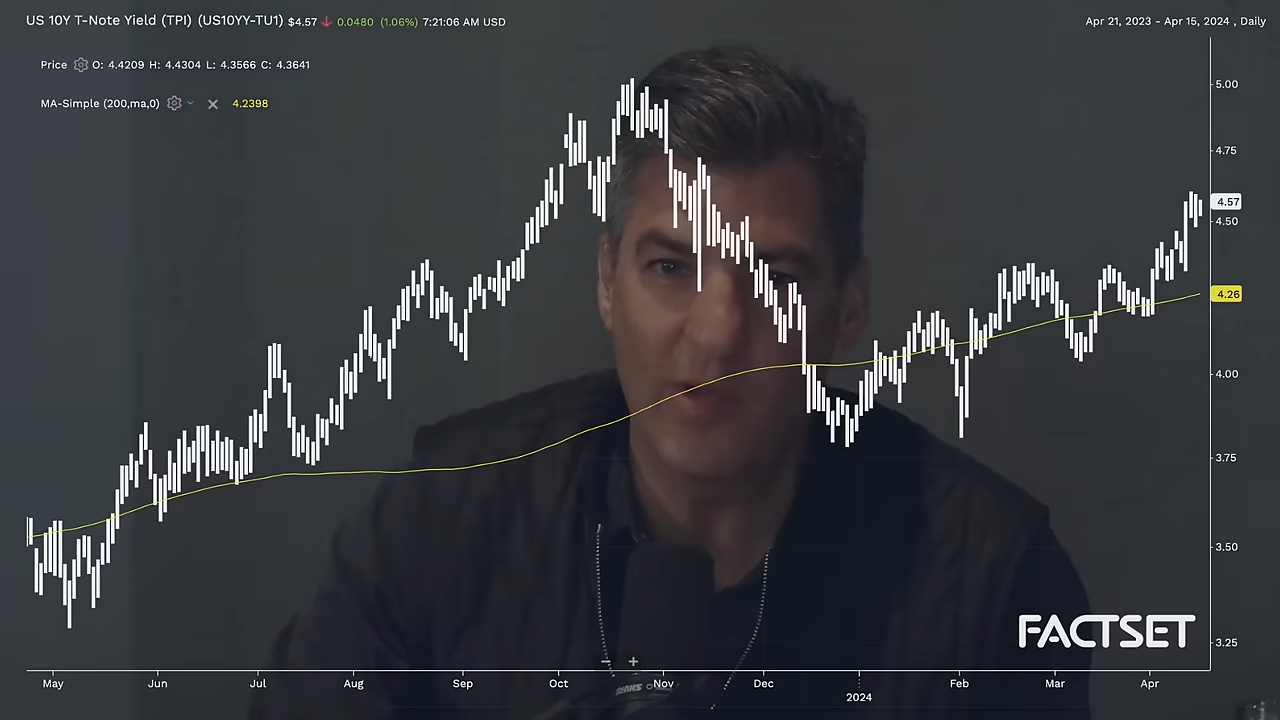 US 10Y T-Note Yield (TPI) (US10YY-TU1) $4.57 0.0480 (1.06%) 7:21:06 AM USD
Apr 21, 2023 - Apr 15, 2024 , Daily
Price O: 4.4209 H: 4.4304 L: 4.3566 C: 4.3641
MA-Simple (200,ma,0) 4.2398
5.00
4.75
4.57
4.50
4.26
4.00
3.75
3.50
3.25
FACTSET
May Jun Jul Aug Sep Oct Nov Dec 2024 Feb Mar Apr